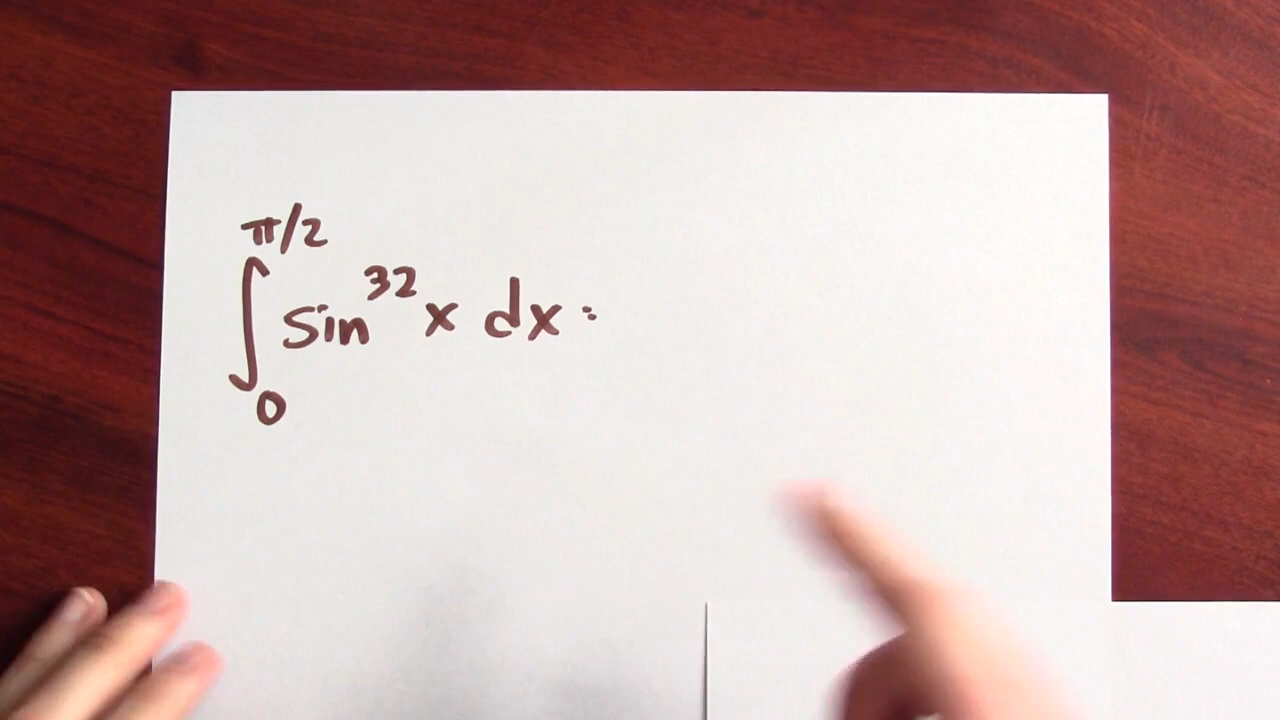 π/2
∫ sin³² x dx :
0